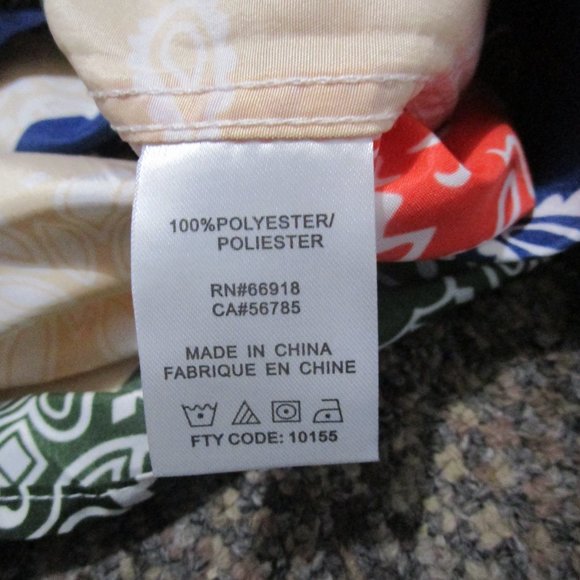 100%POLYESTER/
POLIESTER
RN#66918
CA#56785
MADE IN CHINA
FABRIQUE EN CHINE
FTY CODE: 10155